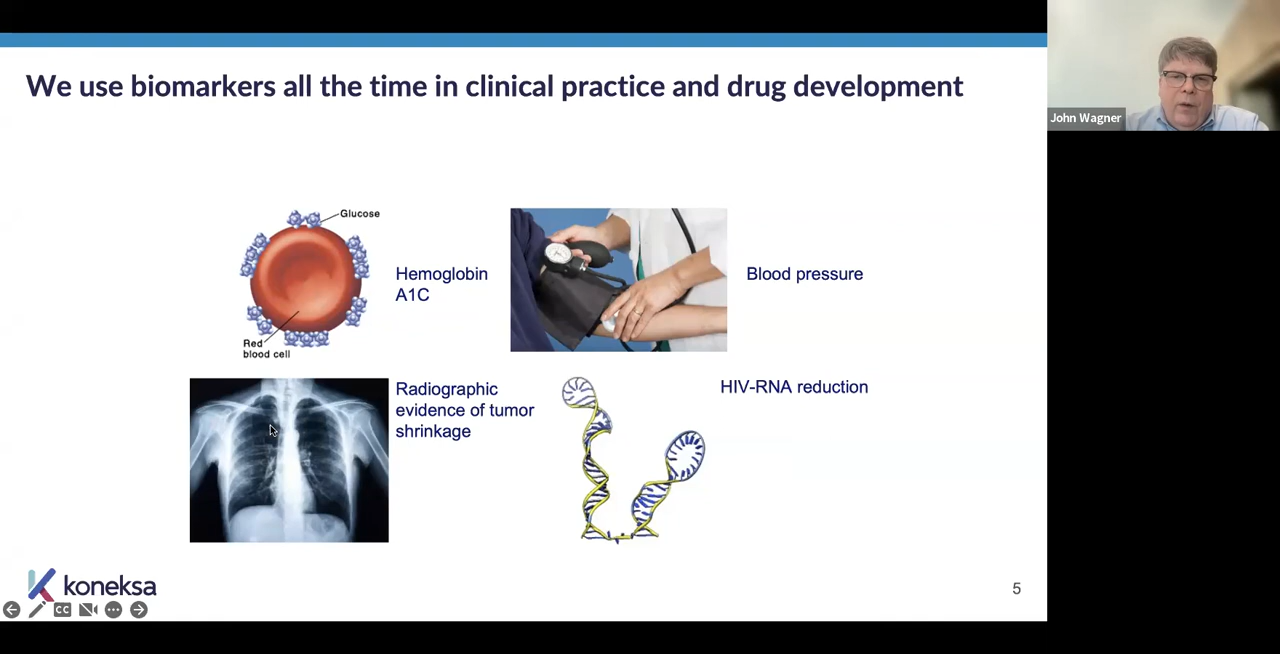 We use biomarkers all the time in clinical practice and drug development
John Wagner
Glucose
Red
blood cell
Hemoglobin
A1C
Blood pressure
Radiographic
evidence of tumor
shrinkage
HIV-RNA reduction
koneksa
CC
5